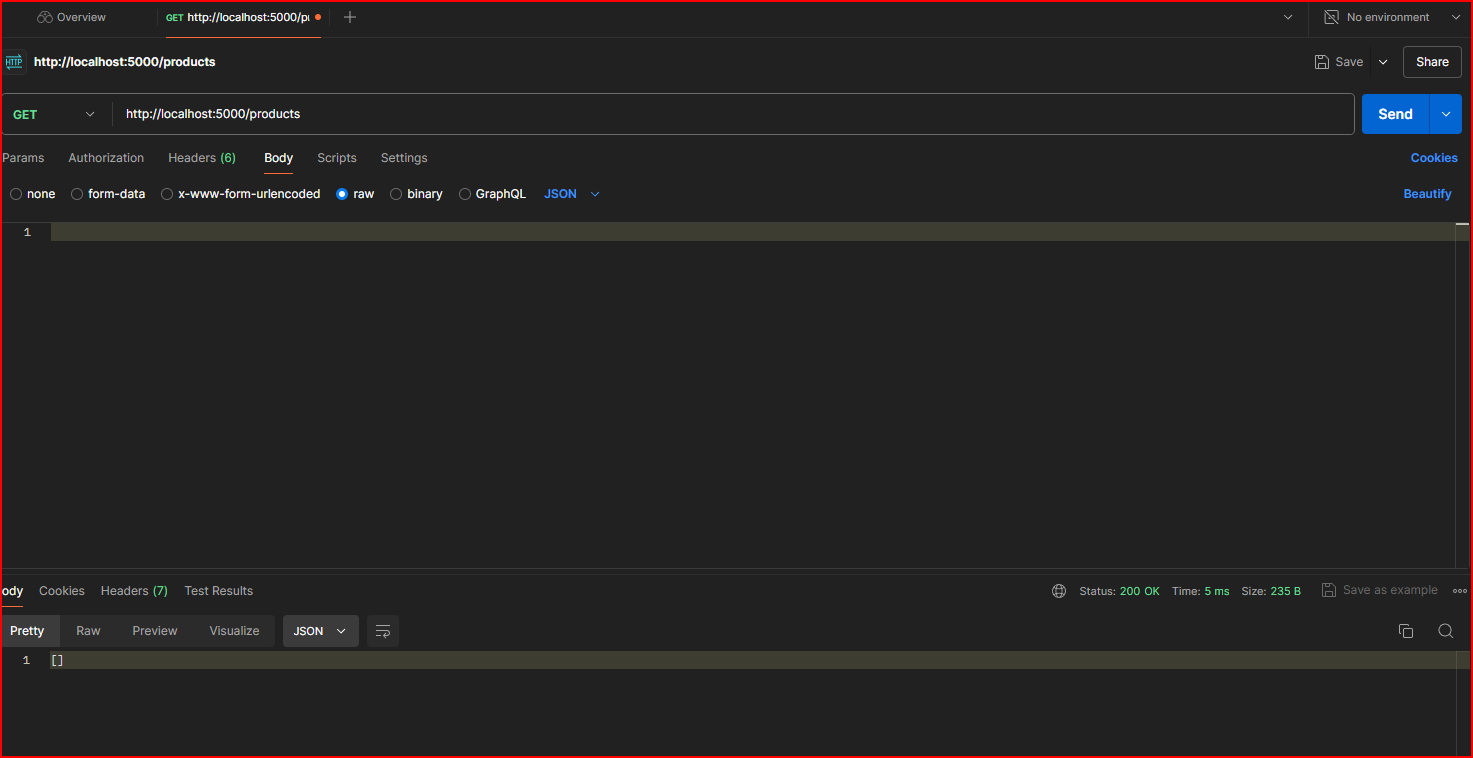 Overview GET http://localhost:5000/p No environment
HTTP http://localhost:5000/products Save Share
GET http://localhost:5000/products Send
Params Authorization Headers (6) Body Scripts Settings Cookies
none form-data x-www-form-urlencoded raw binary GraphQL JSON Beautify
1
ody Cookies Headers (7) Test Results Status: 200 OK Time: 5 ms Size: 235 B Save as example
Pretty Raw Preview Visualize JSON
1 []